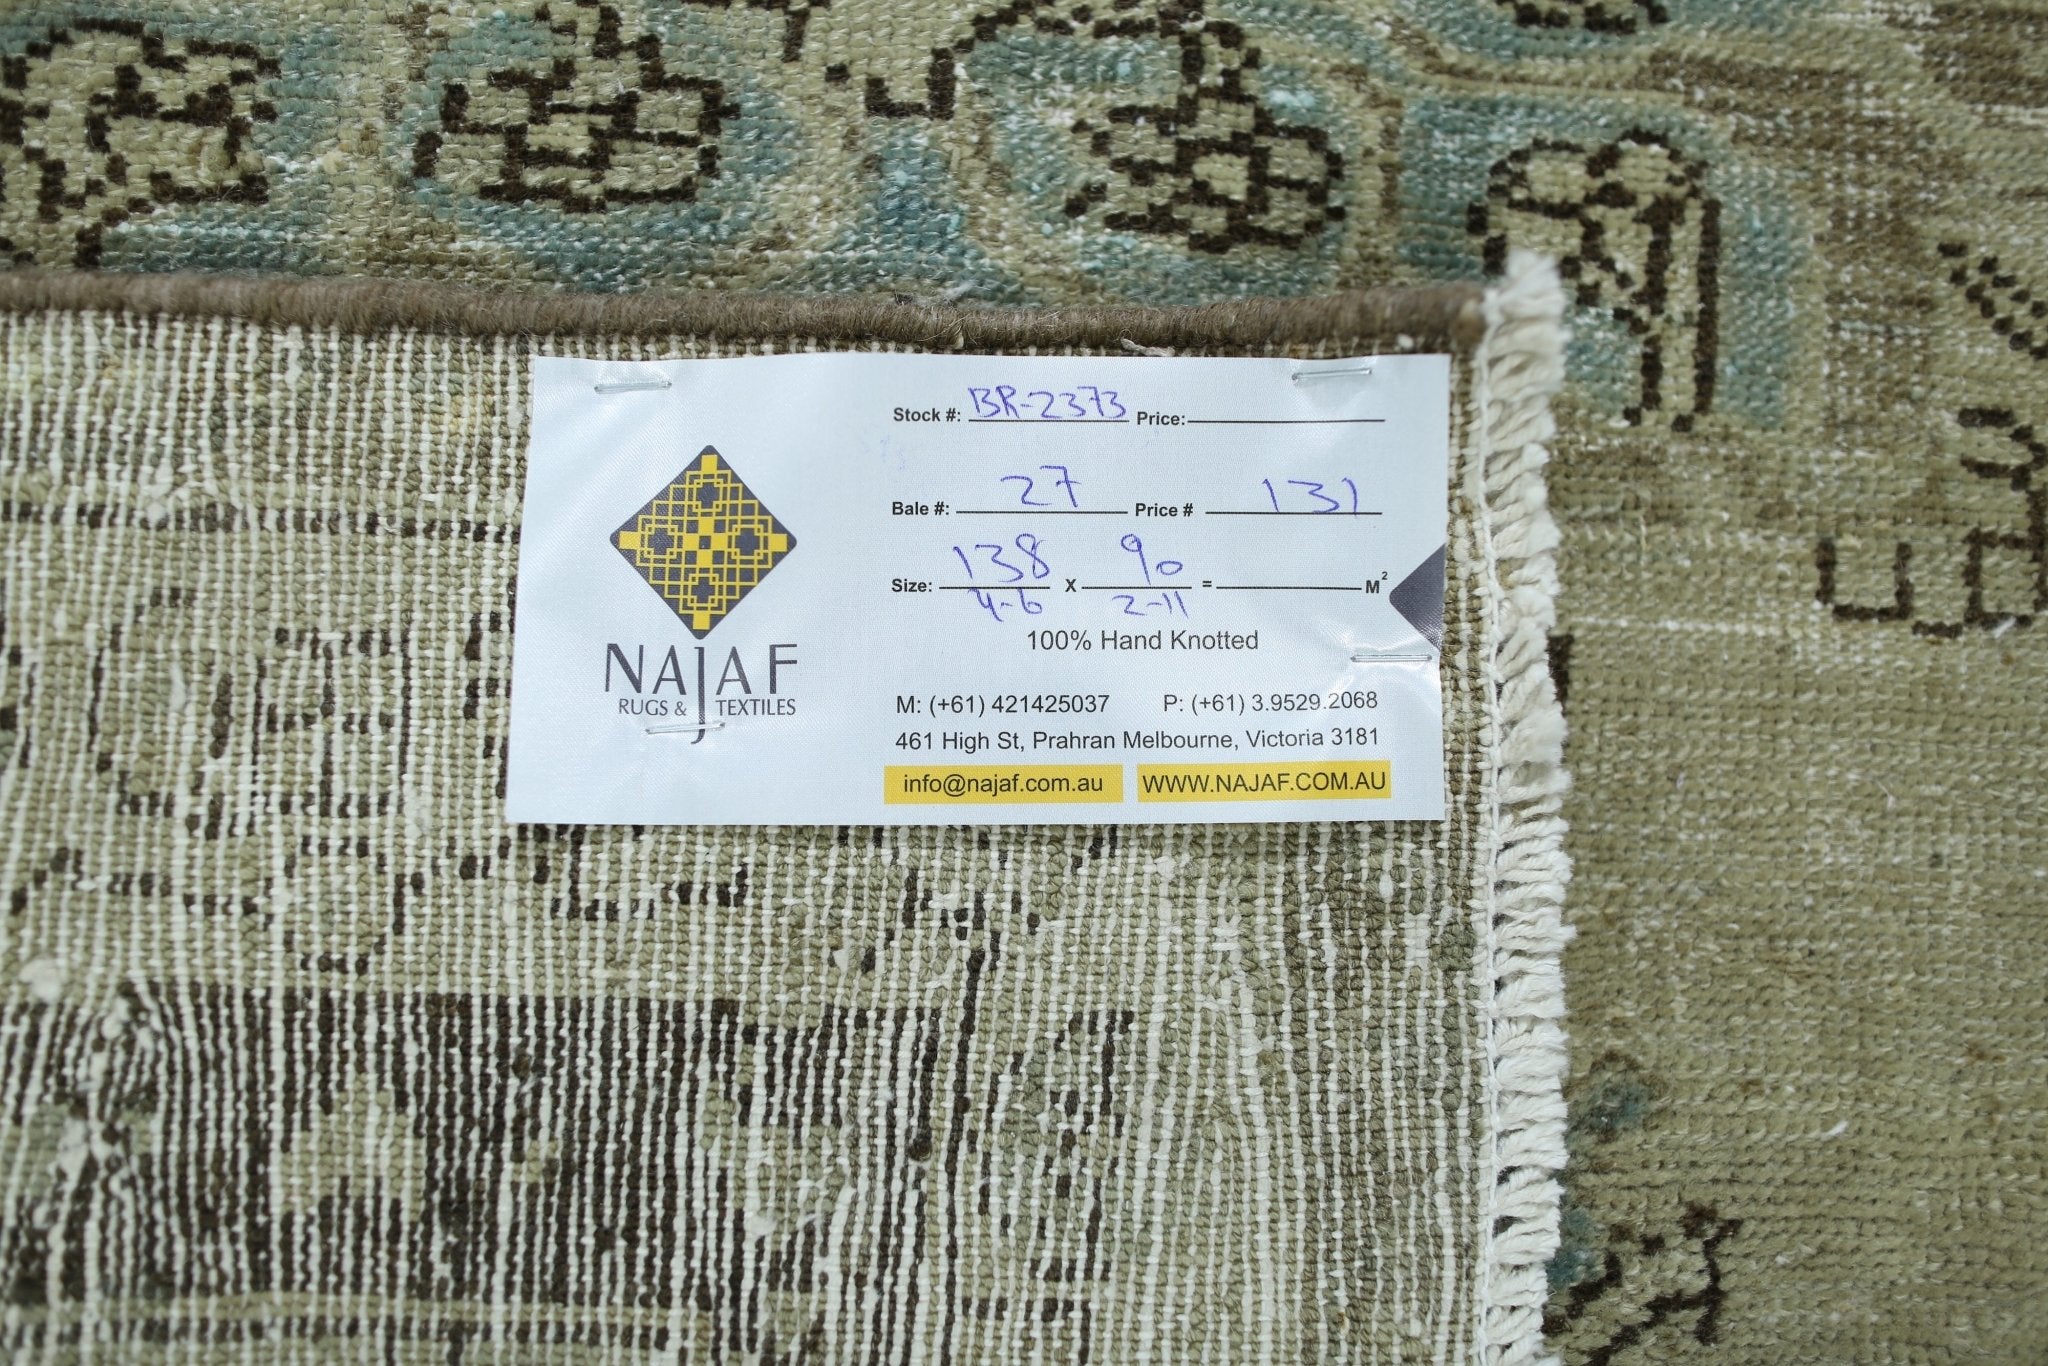 Stock #: BR-2373 Price:
Bale #: 27 Price # 131
Size: 138 x 90 = M²
4-6 2-11
100% Hand Knotted
NAJAF
RUGS & TEXTILES
M: (+61) 421425037 P: (+61) 3.9529.2068
461 High St, Prahran Melbourne, Victoria 3181
info@najaf.com.au WWW.NAJAF.COM.AU